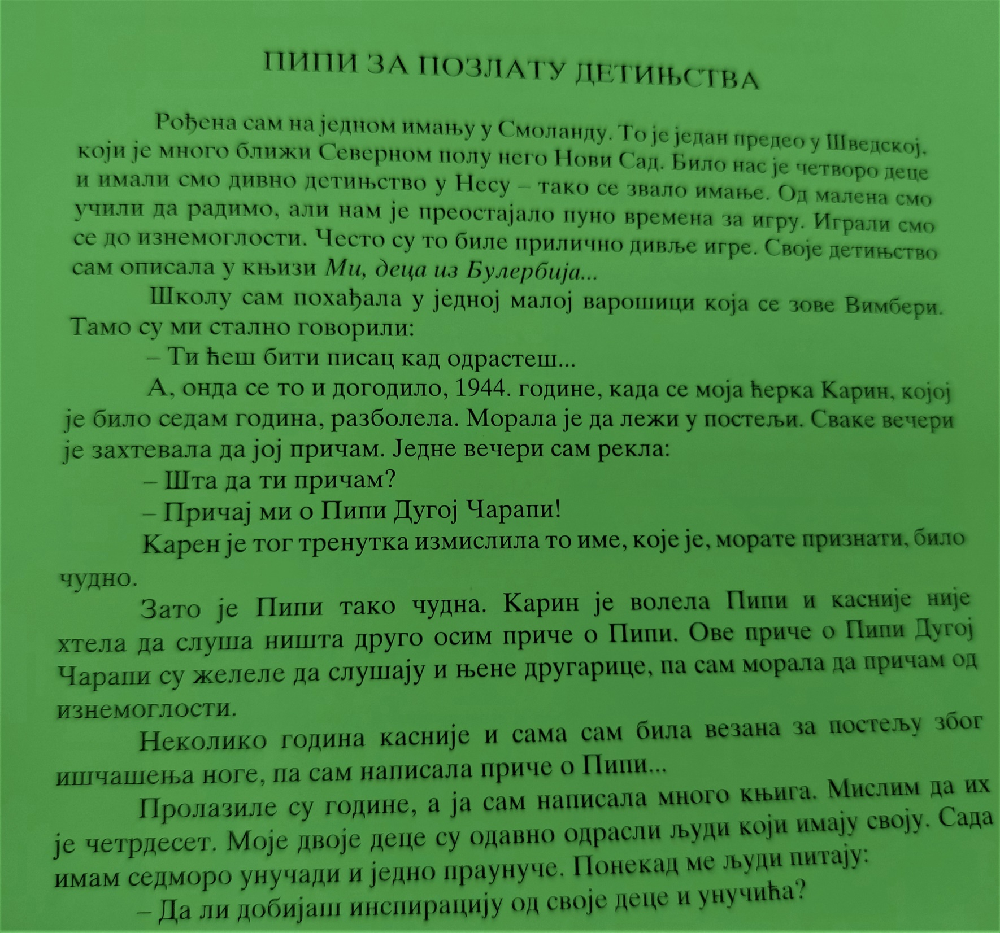 ПИПИ ЗА ПОЗЛАТУ ДЕТИЊСТВА
Рођена сам на једном имању у Смоланду. То је један предео у Шведској,
који је много ближи Северном полу него Нови Сад. Било нас је четворо деце
и имали смо дивно детињство у Несу – тако се звало имање. Од малена смо
учили да радимо, али нам је преостајало пуно времена за игру. Играли смо
се до изнемоглости. Често су то биле прилично дивље игре. Своје детињство
сам описала у књизи Ми, деца из Булербија...
Школу сам похађала у једној малој варошици која се зове Вимбери.
Тамо су ми стално говорили:
– Ти ћеш бити писац кад одрастеш...
А, онда се то и догодило, 1944. године, када се моја ћерка Карин, којој
је било седам година, разболела. Морала је да лежи у постељи. Сваке вечери
је захтевала да јој причам. Једне вечери сам рекла:
– Шта да ти причам?
– Причај ми о Пипи Дугој Чарапи!
Карен је тог тренутка измислила то име, које је, морате признати, било
чудно.
Зато је Пипи тако чудна. Карин је волела Пипи и касније није
хтела да слуша ништа друго осим приче о Пипи. Ове приче о Пипи Дугој
Чарапи су желеле да слушају и њене другарице, па сам морала да причам од
изнемоглости.
Неколико година касније и сама сам била везана за постељу због
ишчашења ноге, па сам написала приче о Пипи...
Пролазиле су године, а ја сам написала много књига. Мислим да их
је четрдесет. Моје двоје деце су одавно одрасли људи који имају своју. Сада
имам седморо унучади и једно праунуче. Понекад ме људи питају:
– Да ли добијаш инспирацију од своје деце и унучића?